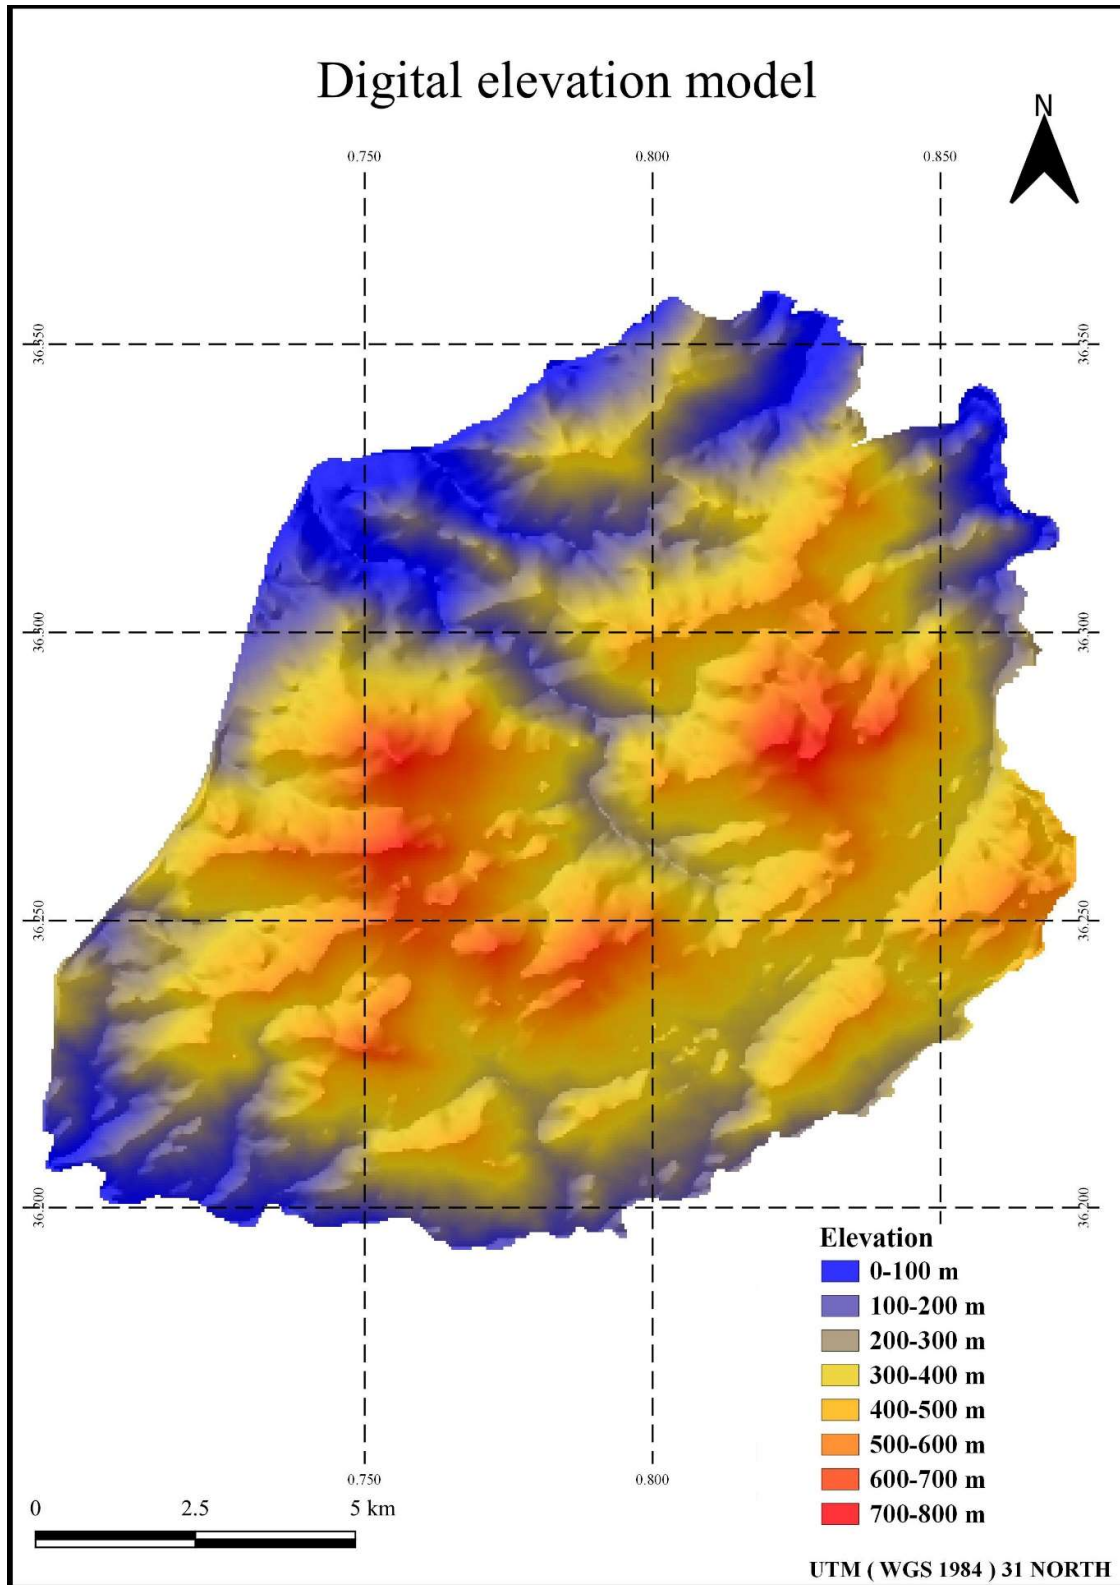 Digital elevation model
N
0.750 0.800 0.850
36.350 36.350
36.300 36.300
36.250 36.250
36.200 36.200
Elevation
0-100 m
100-200 m
200-300 m
300-400 m
400-500 m
500-600 m
600-700 m
700-800 m
0.750 0.800
0 2.5 5 km
UTM ( WGS 1984 ) 31 NORTH